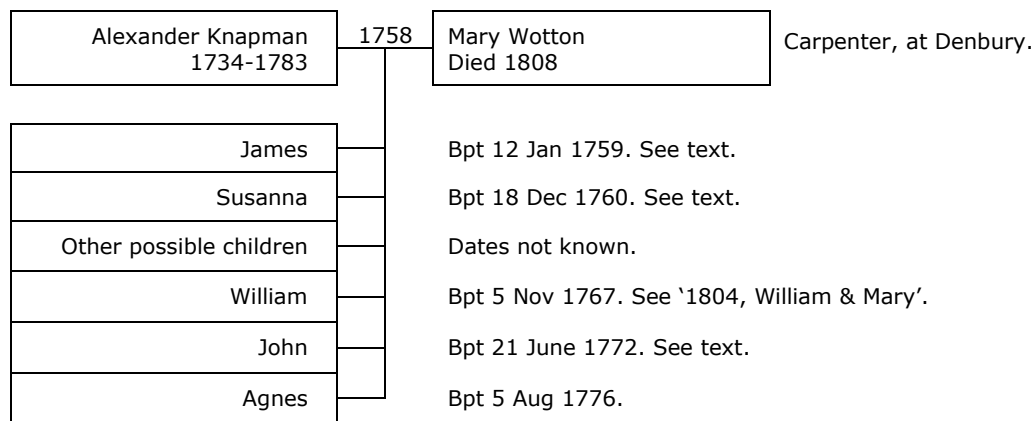 Alexander Knapman 1758 Mary Wotton Carpenter, at Denbury.
1734-1783 Died 1808
James Bpt 12 Jan 1759. See text.
Susanna Bpt 18 Dec 1760. See text.
Other possible children Dates not known.
William Bpt 5 Nov 1767. See ‘1804, William & Mary’.
John Bpt 21 June 1772. See text.
Agnes Bpt 5 Aug 1776.